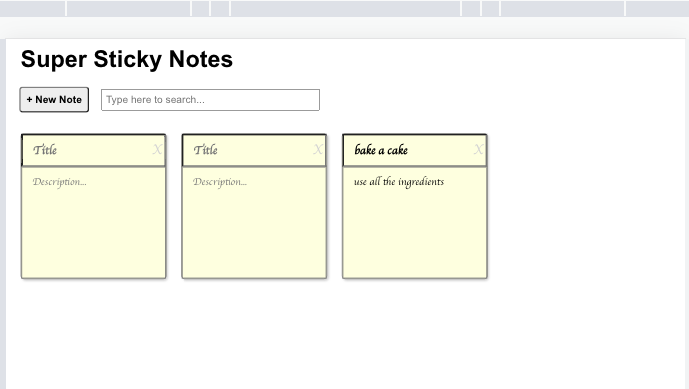 Super Sticky Notes
+ New Note
Type here to search...
Title X
Title X
bake a cake X
Description...
Description...
use all the ingredients